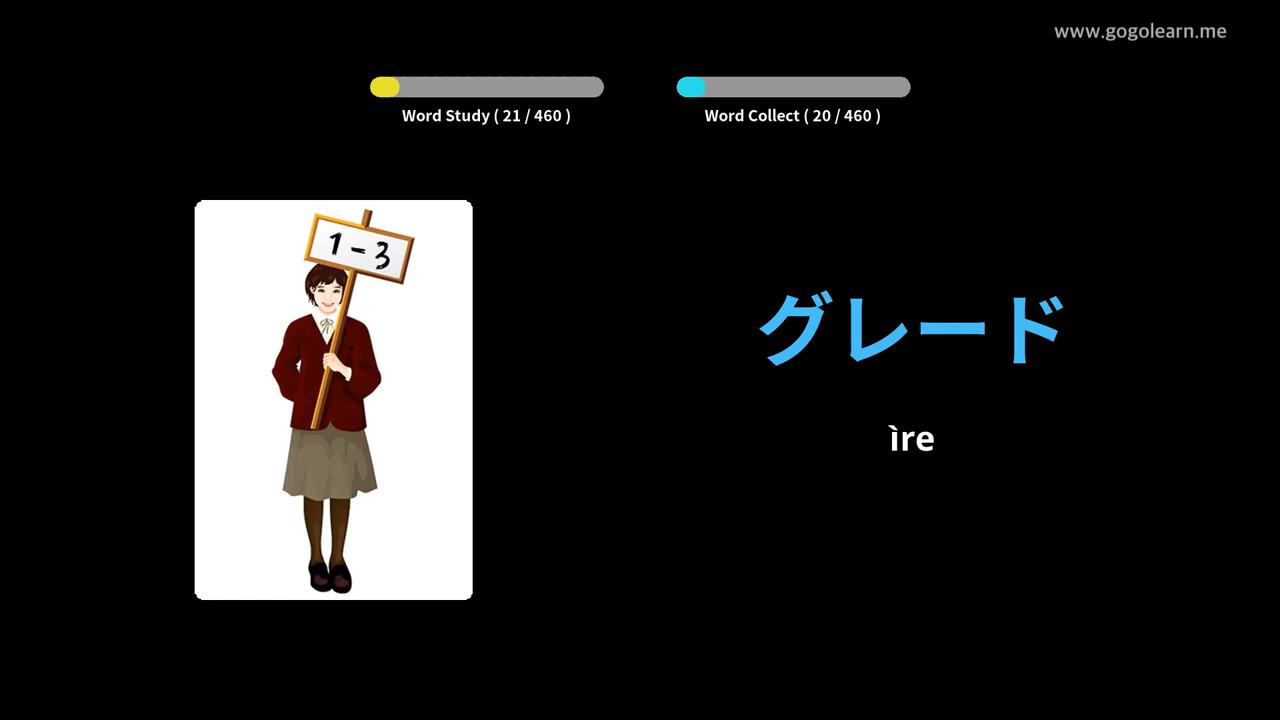 www.gogolearn.me
Word Study ( 21 / 460 )
Word Collect ( 20 / 460 )
1 - 3
グレード
ìre